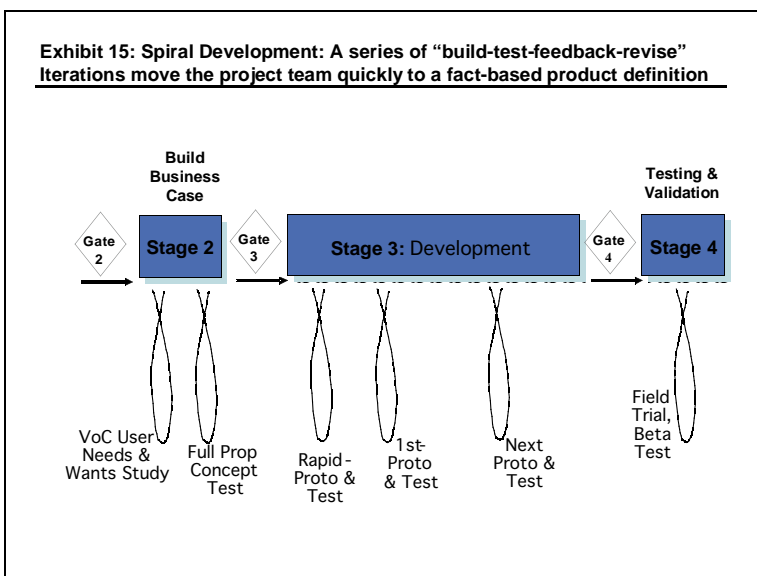 Exhibit 15: Spiral Development: A series of “build-test-feedback-revise”
Iterations move the project team quickly to a fact-based product definition
Build
Business
Case
Testing &
Validation
Gate
2
Stage 2
Gate
3
Stage 3: Development
Gate
4
Stage 4
VoC User
Needs &
Wants Study
Full Prop
Concept
Test
Rapid-
Proto &
Test
1st-
Proto
& Test
Next
Proto &
Test
Field
Trial,
Beta
Test